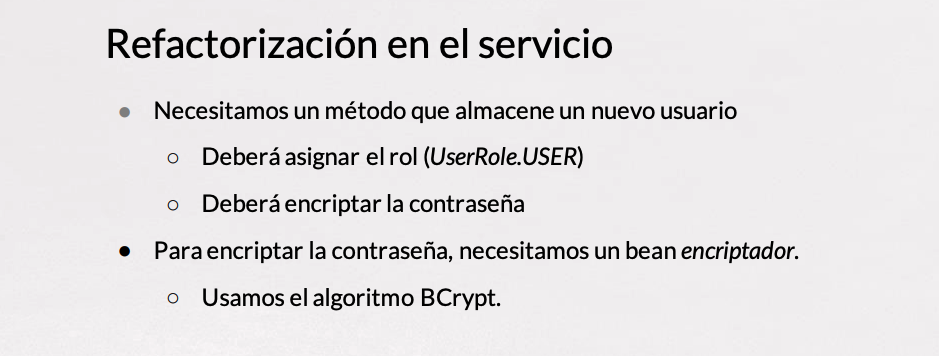 Refactorización en el servicio
● Necesitamos un método que almacene un nuevo usuario
○ Deberá asignar el rol (UserRole.USER)
○ Deberá encriptar la contraseña
● Para encriptar la contraseña, necesitamos un bean encriptador.
○ Usamos el algoritmo BCrypt.